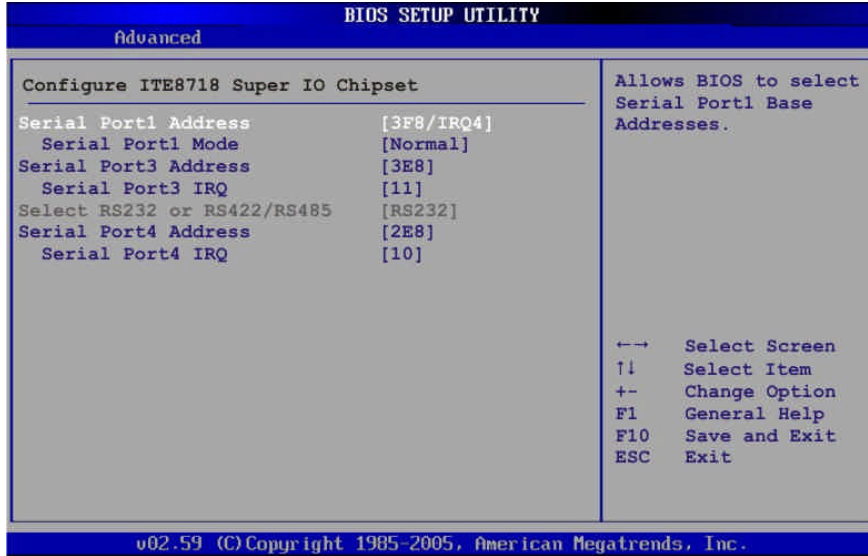 BIOS SETUP UTILITY
Advanced
Configure ITE8718 Super IO Chipset
Serial Port1 Address [3F8/IRQ4]
Serial Port1 Mode [Normal]
Serial Port3 Address [3E8]
Serial Port3 IRQ [11]
Select RS232 or RS422/RS485 [RS232]
Serial Port4 Address [2E8]
Serial Port4 IRQ [10]
Allows BIOS to select
Serial Port1 Base
Addresses.
←→ Select Screen
↑↓ Select Item
+- Change Option
F1 General Help
F10 Save and Exit
ESC Exit
v02.59 (C)Copyright 1985-2005, American Megatrends, Inc.